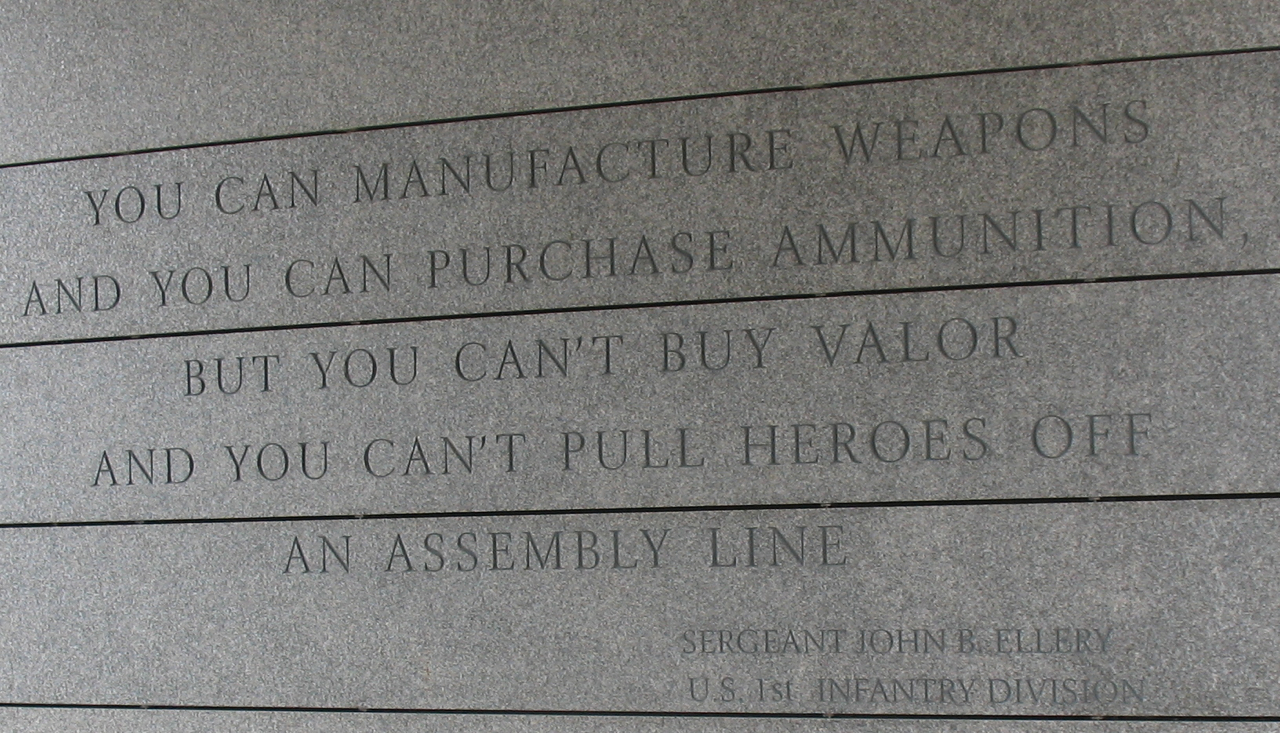 YOU CAN MANUFACTURE WEAPONS
AND YOU CAN PURCHASE AMMUNITION,
BUT YOU CAN'T BUY VALOR
AND YOU CAN'T PULL HEROES OFF
AN ASSEMBLY LINE
SERGEANT JOHN B. ELLERY
U.S. 1st INFANTRY DIVISION